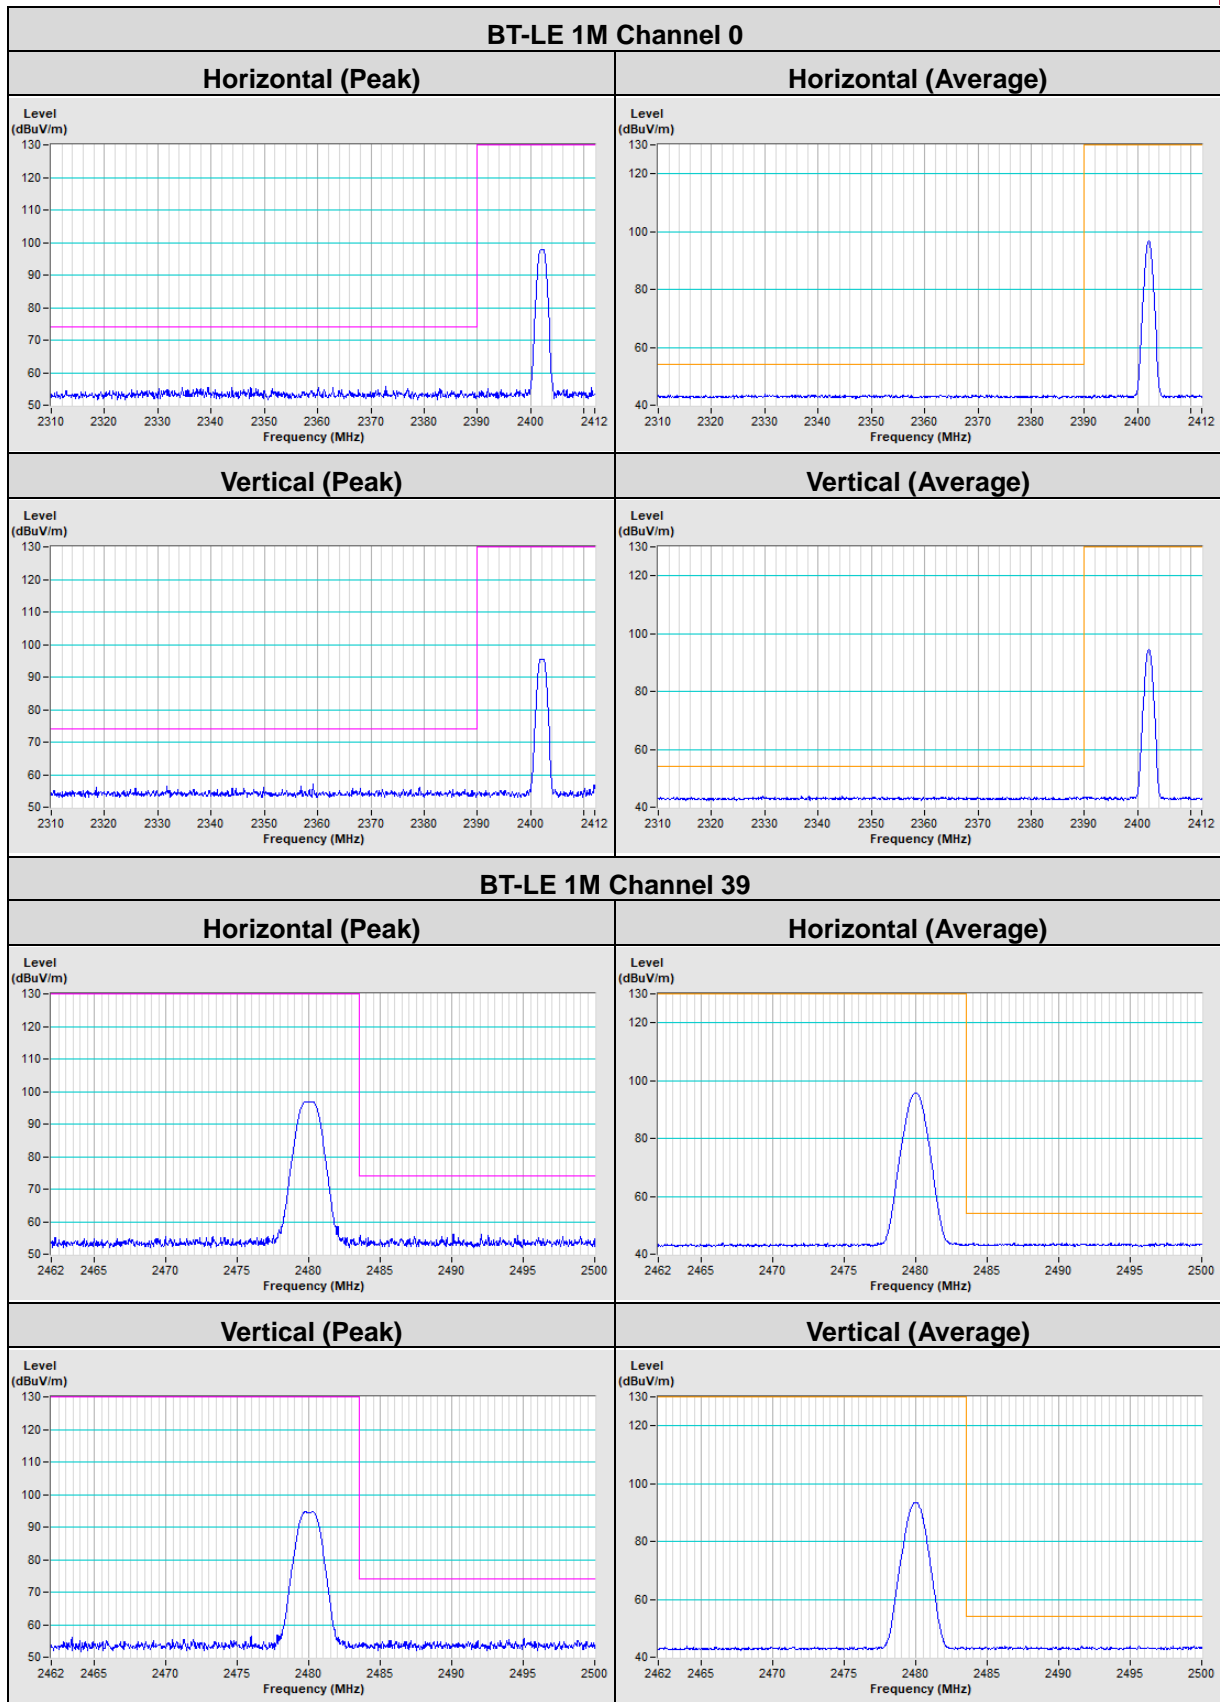 BT-LE 1M Channel 0
Horizontal (Peak)
Horizontal (Average)
Level
(dBuV/m)
130
120
110
100
90
80
70
60
50
2310 2320 2330 2340 2350 2360 2370 2380 2390 2400 2412
Frequency (MHz)
Level
(dBuV/m)
130
120
100
80
60
40
2310 2320 2330 2340 2350 2360 2370 2380 2390 2400 2412
Frequency (MHz)
Vertical (Peak)
Vertical (Average)
Level
(dBuV/m)
130
120
110
100
90
80
70
60
50
2310 2320 2330 2340 2350 2360 2370 2380 2390 2400 2412
Frequency (MHz)
Level
(dBuV/m)
130
120
100
80
60
40
2310 2320 2330 2340 2350 2360 2370 2380 2390 2400 2412
Frequency (MHz)
BT-LE 1M Channel 39
Horizontal (Peak)
Horizontal (Average)
Level
(dBuV/m)
130
120
110
100
90
80
70
60
50
2462 2465 2470 2475 2480 2485 2490 2495 2500
Frequency (MHz)
Level
(dBuV/m)
130
120
100
80
60
40
2462 2465 2470 2475 2480 2485 2490 2495 2500
Frequency (MHz)
Vertical (Peak)
Vertical (Average)
Level
(dBuV/m)
130
120
110
100
90
80
70
60
50
2462 2465 2470 2475 2480 2485 2490 2495 2500
Frequency (MHz)
Level
(dBuV/m)
130
120
100
80
60
40
2462 2465 2470 2475 2480 2485 2490 2495 2500
Frequency (MHz)